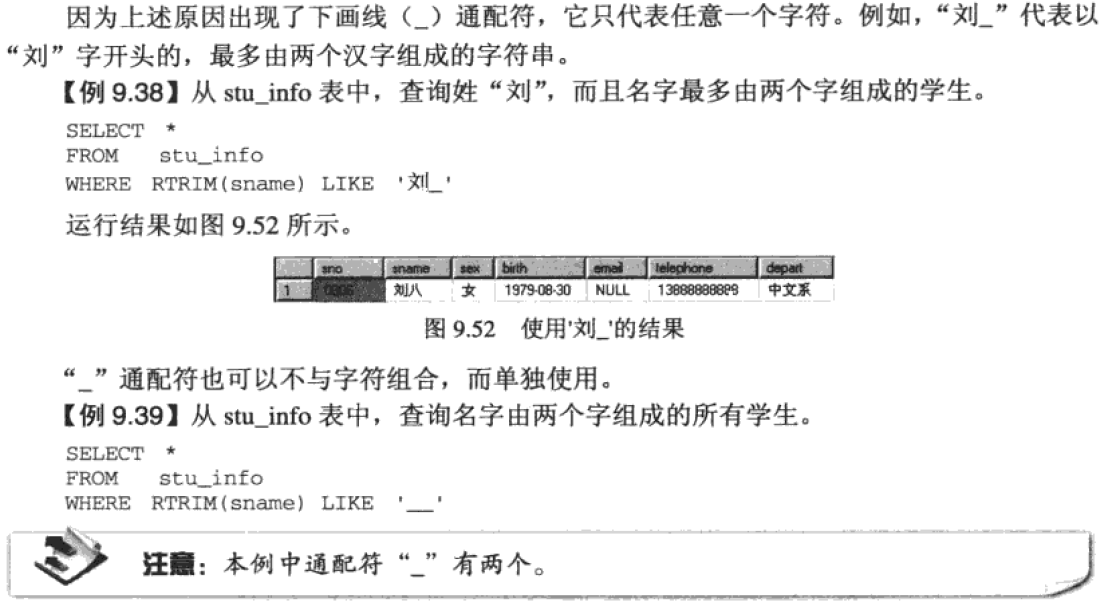 因为上述原因出现了下画线（_）通配符，它只代表任意一个字符。例如，“刘_”代表以
“刘”字开头的，最多由两个汉字组成的字符串。
【例 9.38】从 stu_info 表中，查询姓“刘”，而且名字最多由两个字组成的学生。
SELECT *
FROM stu_info
WHERE RTRIM(sname) LIKE '刘_'
运行结果如图 9.52 所示。
sno sname sex birth email telephone depart
1 刘八 女 1979-08-30 NULL 中文系
图 9.52 使用'刘_'的结果
“_”通配符也可以不与字符组合，而单独使用。
【例 9.39】从 stu_info 表中，查询名字由两个字组成的所有学生。
SELECT *
FROM stu_info
WHERE RTRIM(sname) LIKE '__'
注意：本例中通配符“_”有两个。